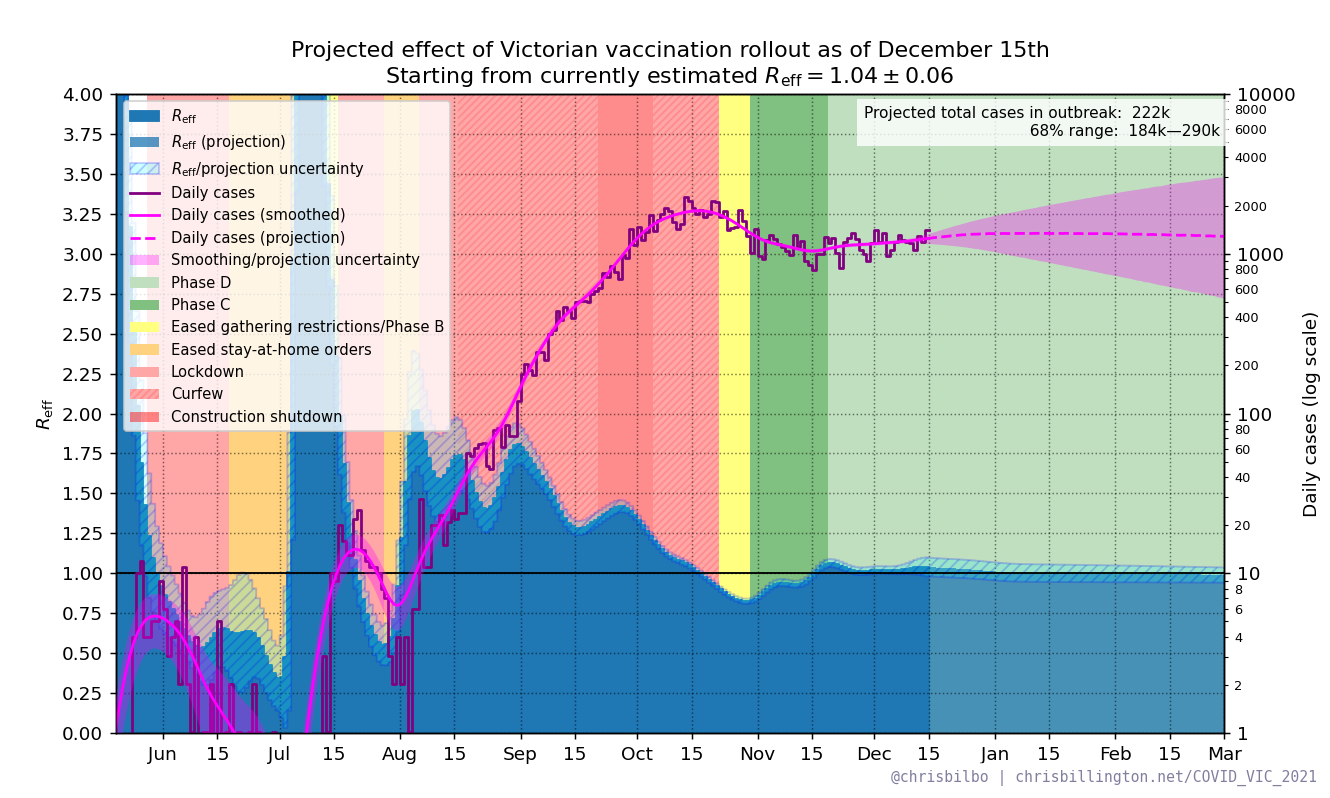 Projected effect of Victorian vaccination rollout as of December 15th
Starting from currently estimated R_eff = 1.04 ± 0.06
Projected total cases in outbreak: 222k
68% range: 184k—290k
R_eff
R_eff (projection)
R_eff/projection uncertainty
Daily cases
Daily cases (smoothed)
Daily cases (projection)
Smoothing/projection uncertainty
Phase D
Phase C
Eased gathering restrictions/Phase B
Eased stay-at-home orders
Lockdown
Curfew
Construction shutdown
R_eff
4.00
3.75
3.50
3.25
3.00
2.75
2.50
2.25
2.00
1.75
1.50
1.25
1.00
0.75
0.50
0.25
0.00
10000
8000
6000
4000
2000
1000
800
600
400
200
100
80
60
40
20
10
8
6
4
2
1
Daily cases (log scale)
Jun 15 Jul 15 Aug 15 Sep 15 Oct 15 Nov 15 Dec 15 Jan 15 Feb 15 Mar
@chrisbilbo | chrisbillington.net/COVID_VIC_2021